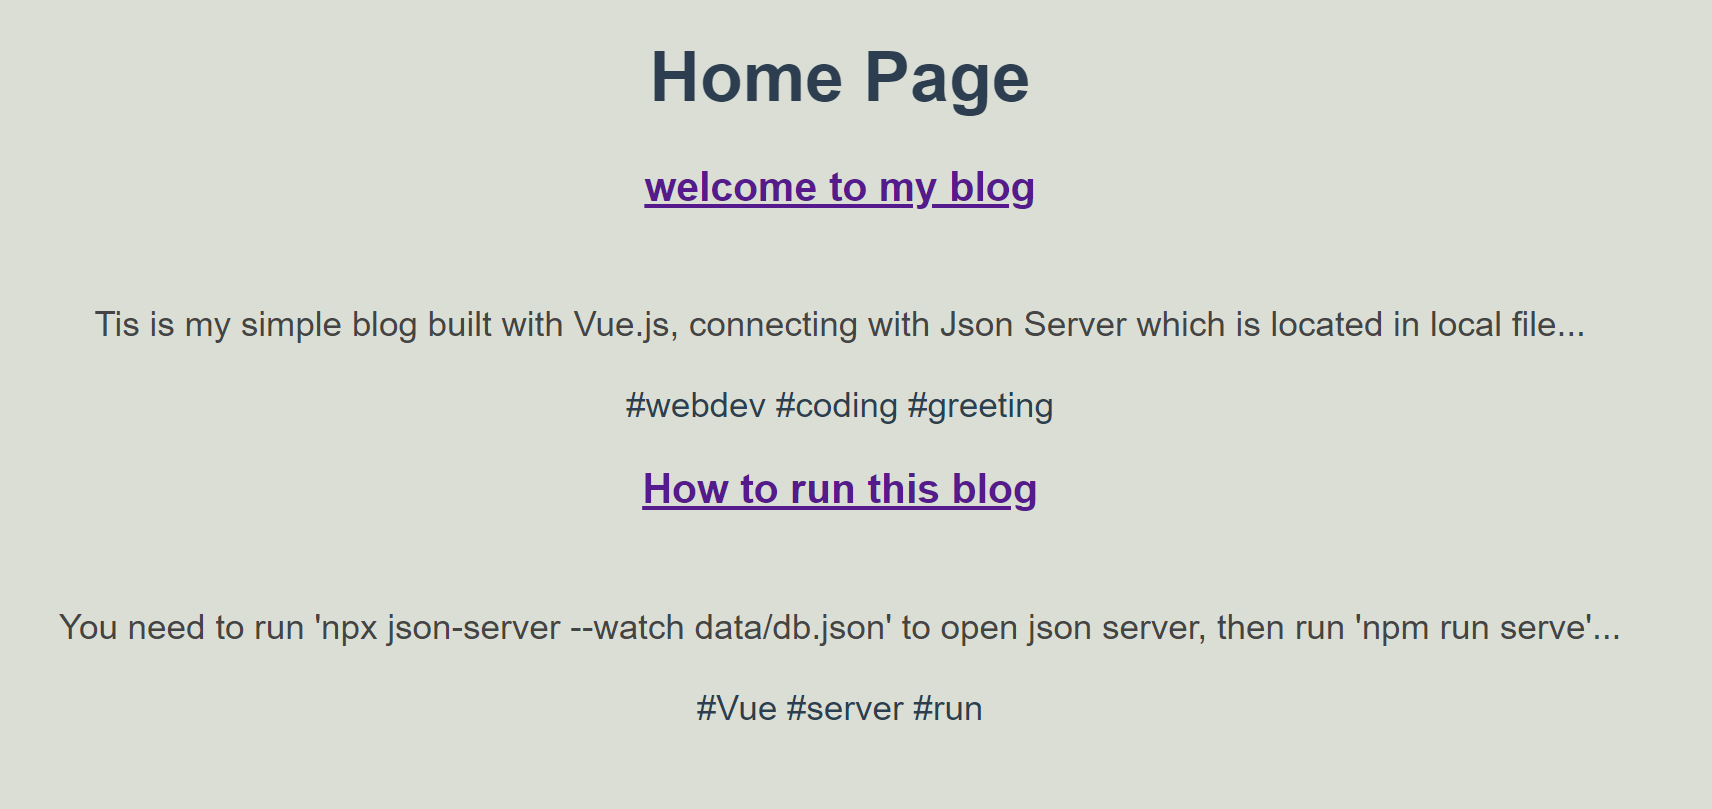 Home Page
welcome to my blog
Tis is my simple blog built with Vue.js, connecting with Json Server which is located in local file...
#webdev #coding #greeting
How to run this blog
You need to run 'npx json-server --watch data/db.json' to open json server, then run 'npm run serve'...
#Vue #server #run